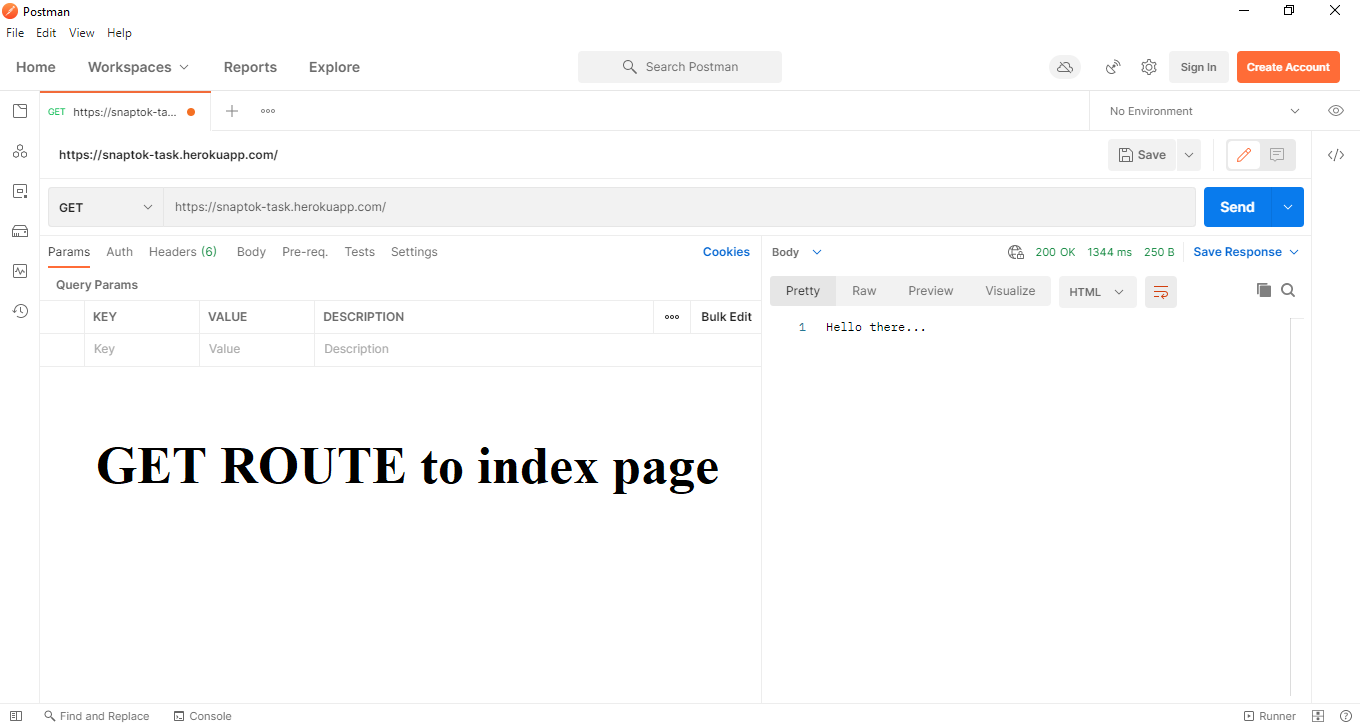 Postman
File Edit View Help
Home Workspaces Reports Explore Search Postman Sign In Create Account
GET https://snaptok-ta... No Environment
https://snaptok-task.herokuapp.com/ Save
GET https://snaptok-task.herokuapp.com/ Send
Params Auth Headers (6) Body Pre-req. Tests Settings Cookies Body 200 OK 1344 ms 250 B Save Response
Query Params
Pretty Raw Preview Visualize HTML
KEY VALUE DESCRIPTION Bulk Edit
1 Hello there...
Key Value Description
GET ROUTE to index page
Find and Replace Console Runner